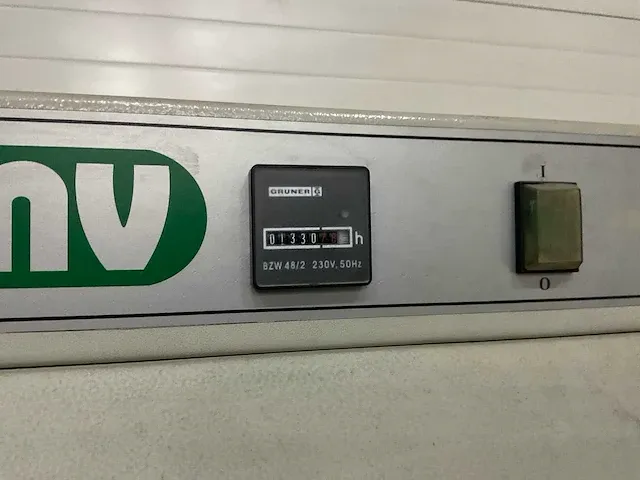 nv
GRUNER G
01330 h
BZW 48/2 230V, 50Hz
I
O